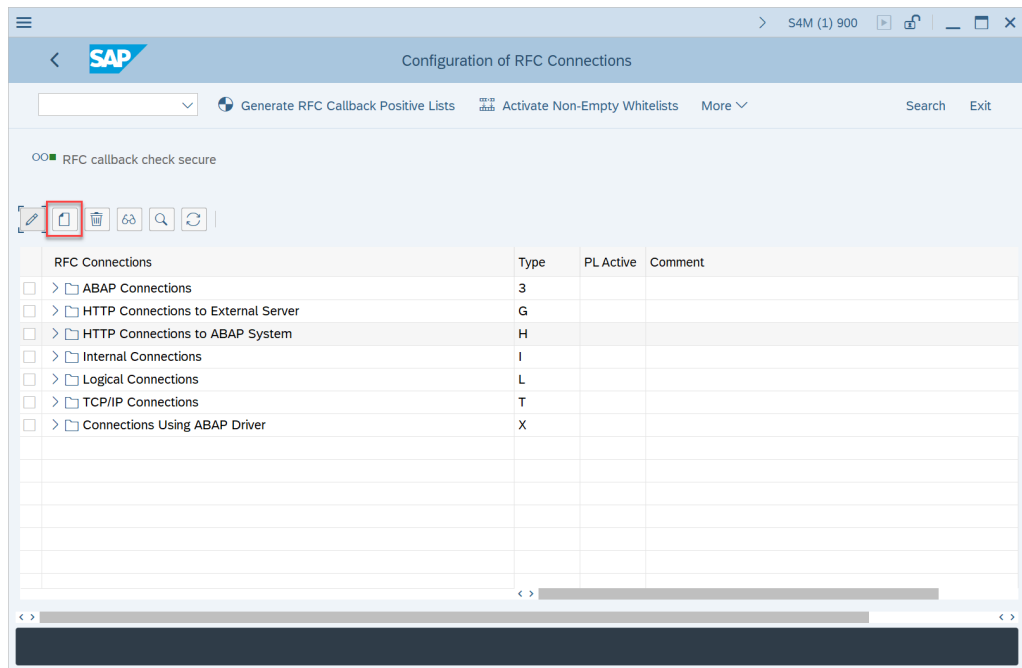 S4M (1) 900
SAP
Configuration of RFC Connections
Generate RFC Callback Positive Lists Activate Non-Empty Whitelists More Search Exit
RFC callback check secure
RFC Connections Type PL Active Comment
ABAP Connections 3
HTTP Connections to External Server G
HTTP Connections to ABAP System H
Internal Connections I
Logical Connections L
TCP/IP Connections T
Connections Using ABAP Driver X